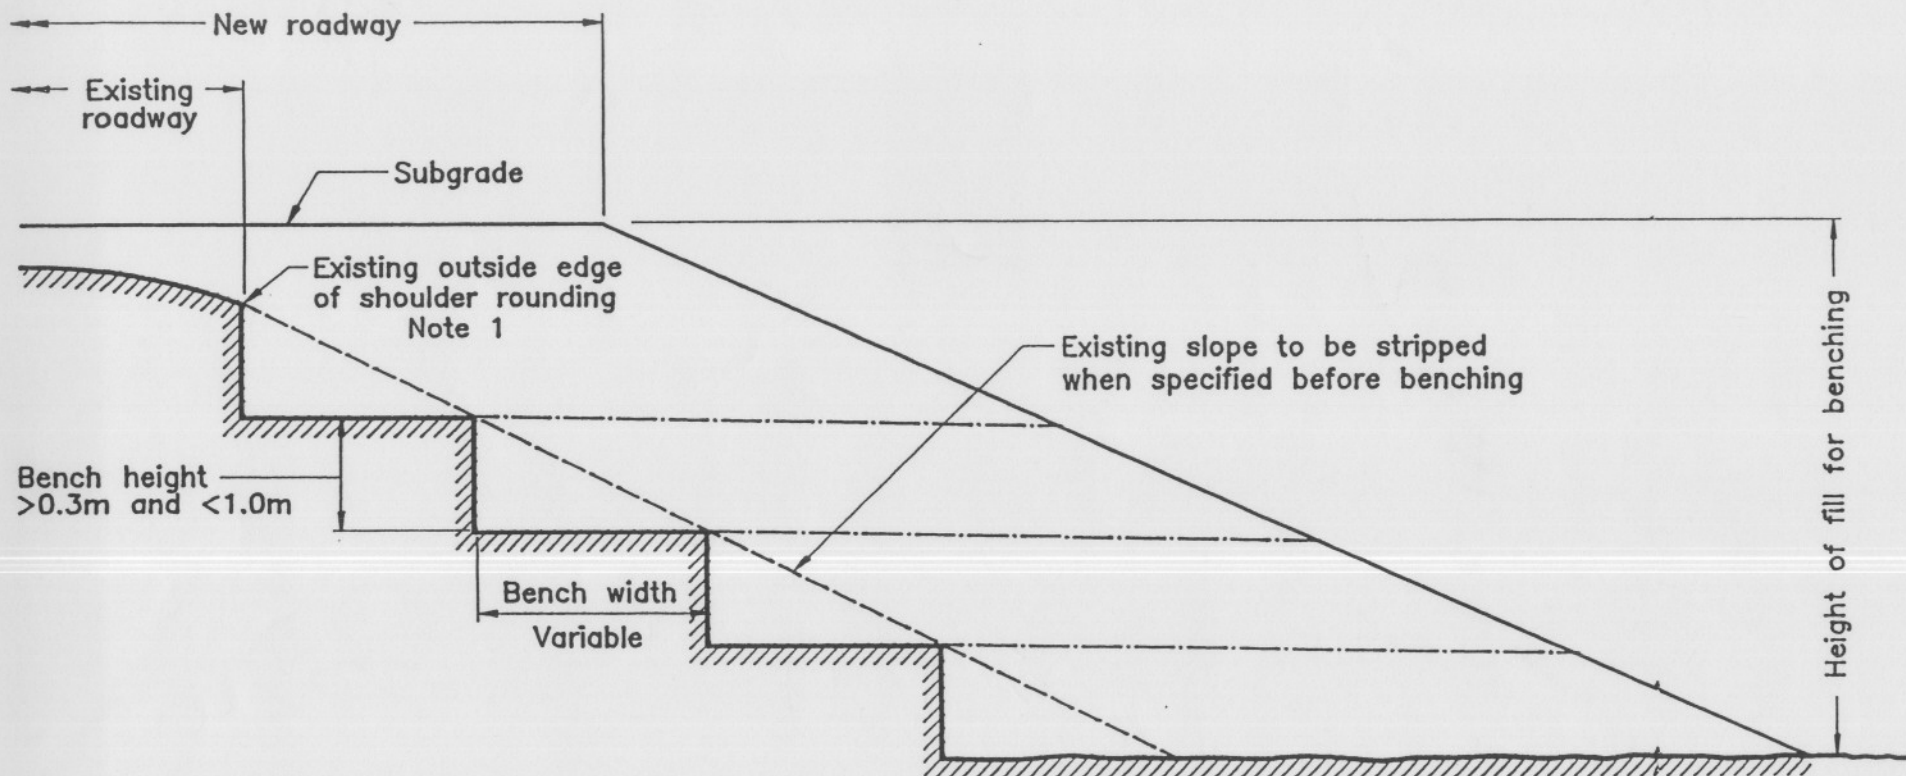 New roadway
Existing
roadway
Subgrade
Existing outside edge
of shoulder rounding
Note 1
Existing slope to be stripped
when specified before benching
Bench height
>0.3m and <1.0m
Bench width
Variable
Height of fill for benching